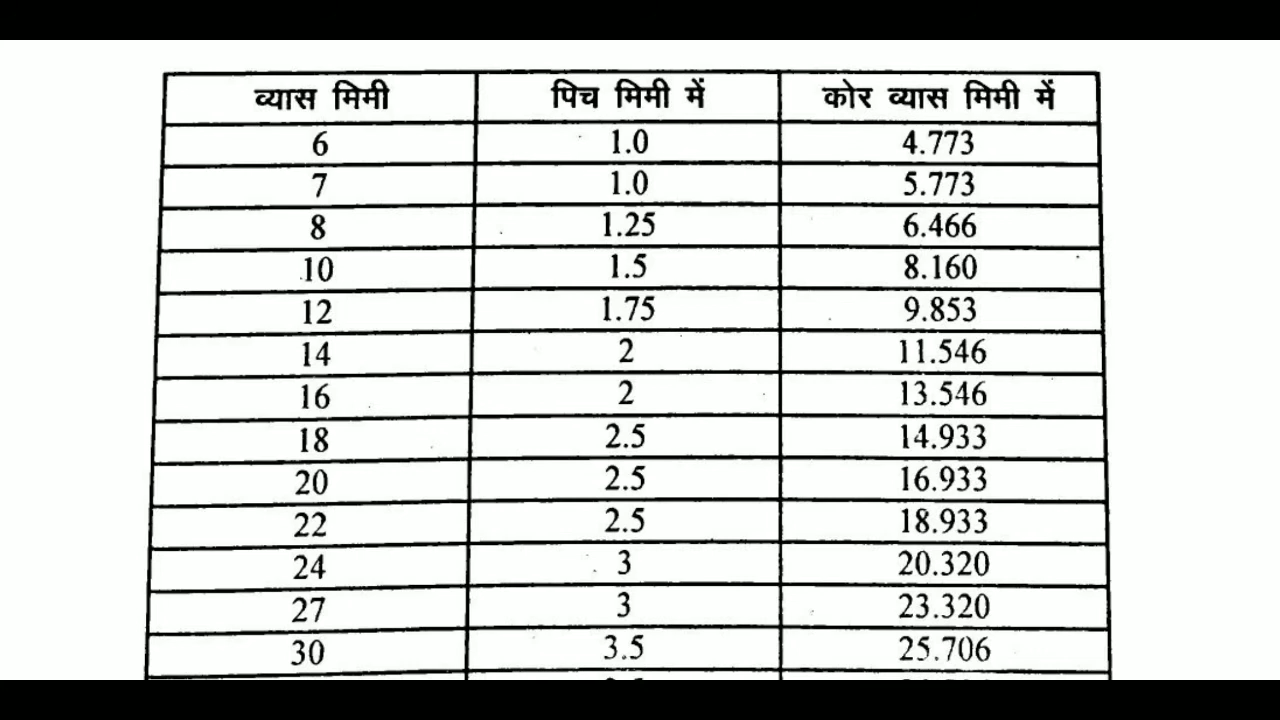 व्यास मिमी पिच मिमी में कोर व्यास मिमी में
6 1.0 4.773
7 1.0 5.773
8 1.25 6.466
10 1.5 8.160
12 1.75 9.853
14 2 11.546
16 2 13.546
18 2.5 14.933
20 2.5 16.933
22 2.5 18.933
24 3 20.320
27 3 23.320
30 3.5 25.706